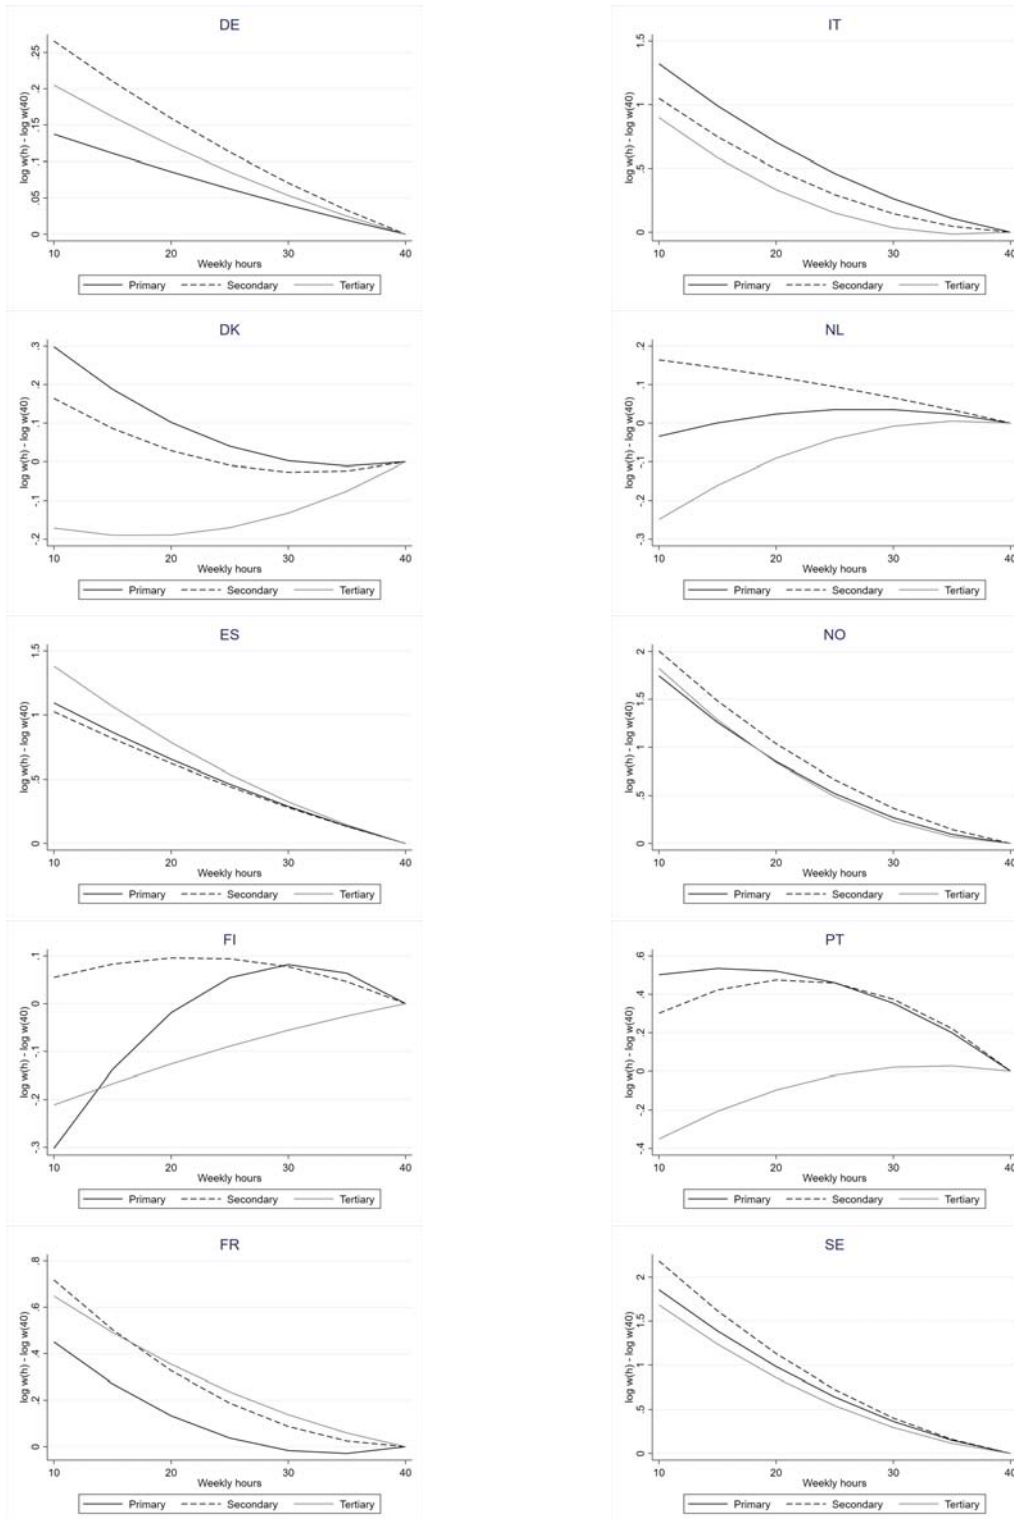 DE
log w(h) - log w(40)
0 .05 .1 .15 .2 .25
10 20 30 40
Weekly hours
Primary Secondary Tertiary
IT
log w(h) - log w(40)
0 .5 1 1.5
10 20 30 40
Weekly hours
Primary Secondary Tertiary
DK
log w(h) - log w(40)
-.2 -.1 0 .1 .2 .3
10 20 30 40
Weekly hours
Primary Secondary Tertiary
NL
log w(h) - log w(40)
-.3 -.2 -.1 0 .1 .2
10 20 30 40
Weekly hours
Primary Secondary Tertiary
ES
log w(h) - log w(40)
0 .5 1 1.5
10 20 30 40
Weekly hours
Primary Secondary Tertiary
NO
log w(h) - log w(40)
0 .5 1 1.5 2
10 20 30 40
Weekly hours
Primary Secondary Tertiary
FI
log w(h) - log w(40)
-.3 -.2 -.1 0 .1
10 20 30 40
Weekly hours
Primary Secondary Tertiary
PT
log w(h) - log w(40)
-.4 -.2 0 .2 .4 .6
10 20 30 40
Weekly hours
Primary Secondary Tertiary
FR
log w(h) - log w(40)
0 .2 .4 .6 .8
10 20 30 40
Weekly hours
Primary Secondary Tertiary
SE
log w(h) - log w(40)
0 .5 1 1.5 2
10 20 30 40
Weekly hours
Primary Secondary Tertiary